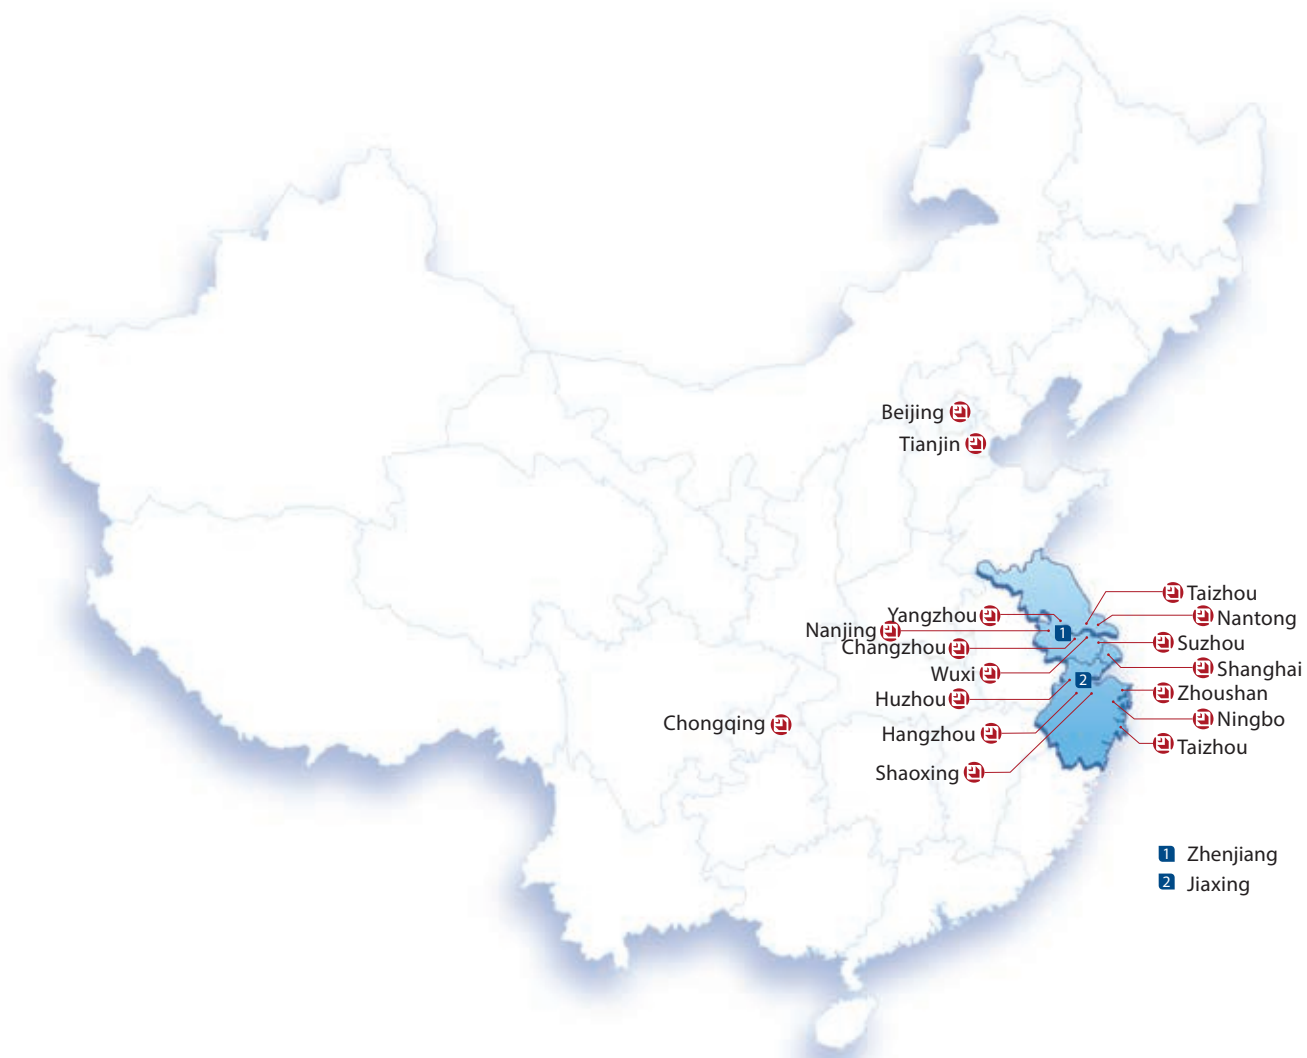 Beijing
Tianjin
Taizhou
Yangzhou
Nantong
Nanjing
Changzhou
Suzhou
Wuxi
Shanghai
Huzhou
Zhoushan
Chongqing
Ningbo
Hangzhou
Taizhou
Shaoxing
1
2
1 Zhenjiang
2 Jiaxing